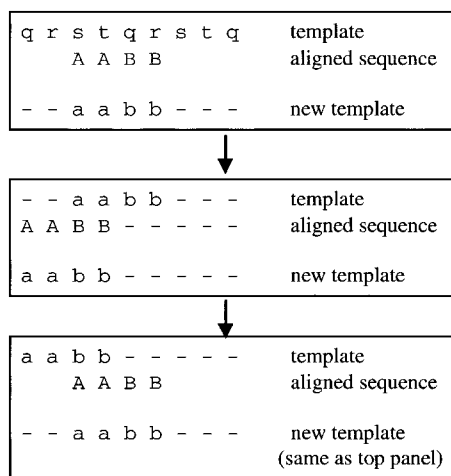 q r s t q r s t q template
A A B B aligned sequence
- - a a b b - - - new template
- - a a b b - - - template
A A B B - - - - - aligned sequence
a a b b - - - - - new template
a a b b - - - - - template
A A B B aligned sequence
- - a a b b - - - new template
(same as top panel)